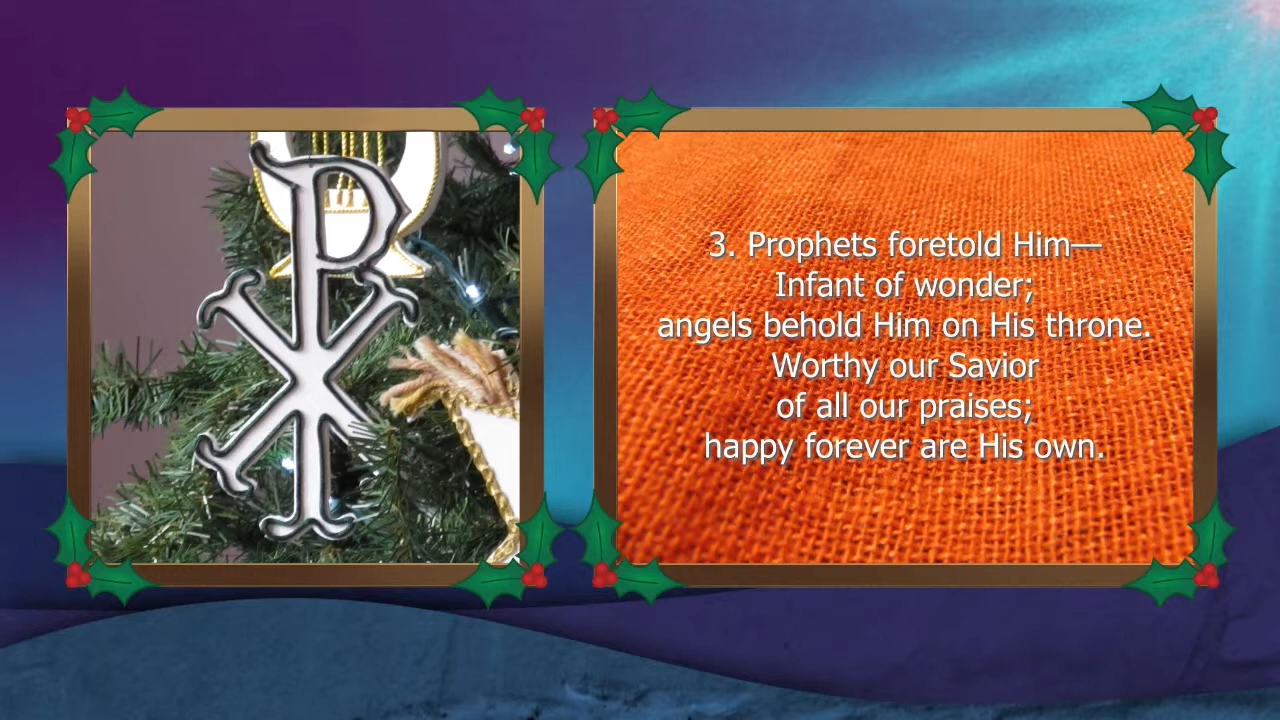 3. Prophets foretold Him—
Infant of wonder;
angels behold Him on His throne.
Worthy our Savior
of all our praises;
happy forever are His own.